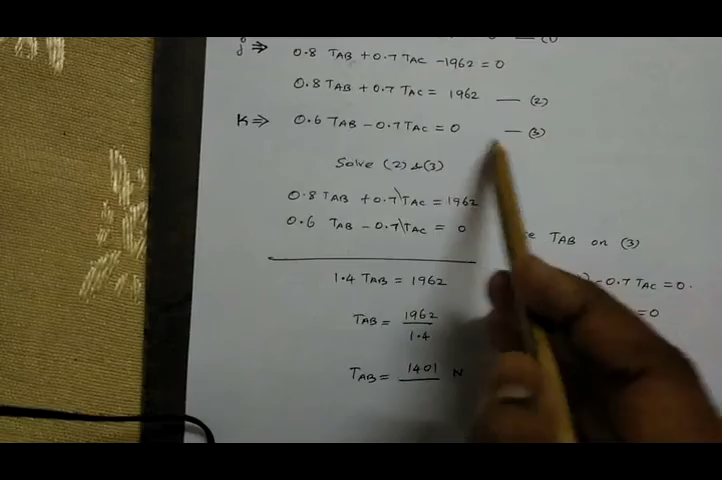 j ⇒ 0.8 TAB + 0.7 TAC - 1962 = 0
0.8 TAB + 0.7 TAC = 1962 — (2)
K ⇒ 0.6 TAB - 0.7 TAC = 0 — (3)
Solve (2) & (3)
0.8 TAB + 0.7 TAC = 1962
0.6 TAB - 0.7 TAC = 0
TAB on (3)
1.4 TAB = 1962
- 0.7 TAC = 0.
TAB = 1962 / 1.4
= 0
TAB = 1401 N